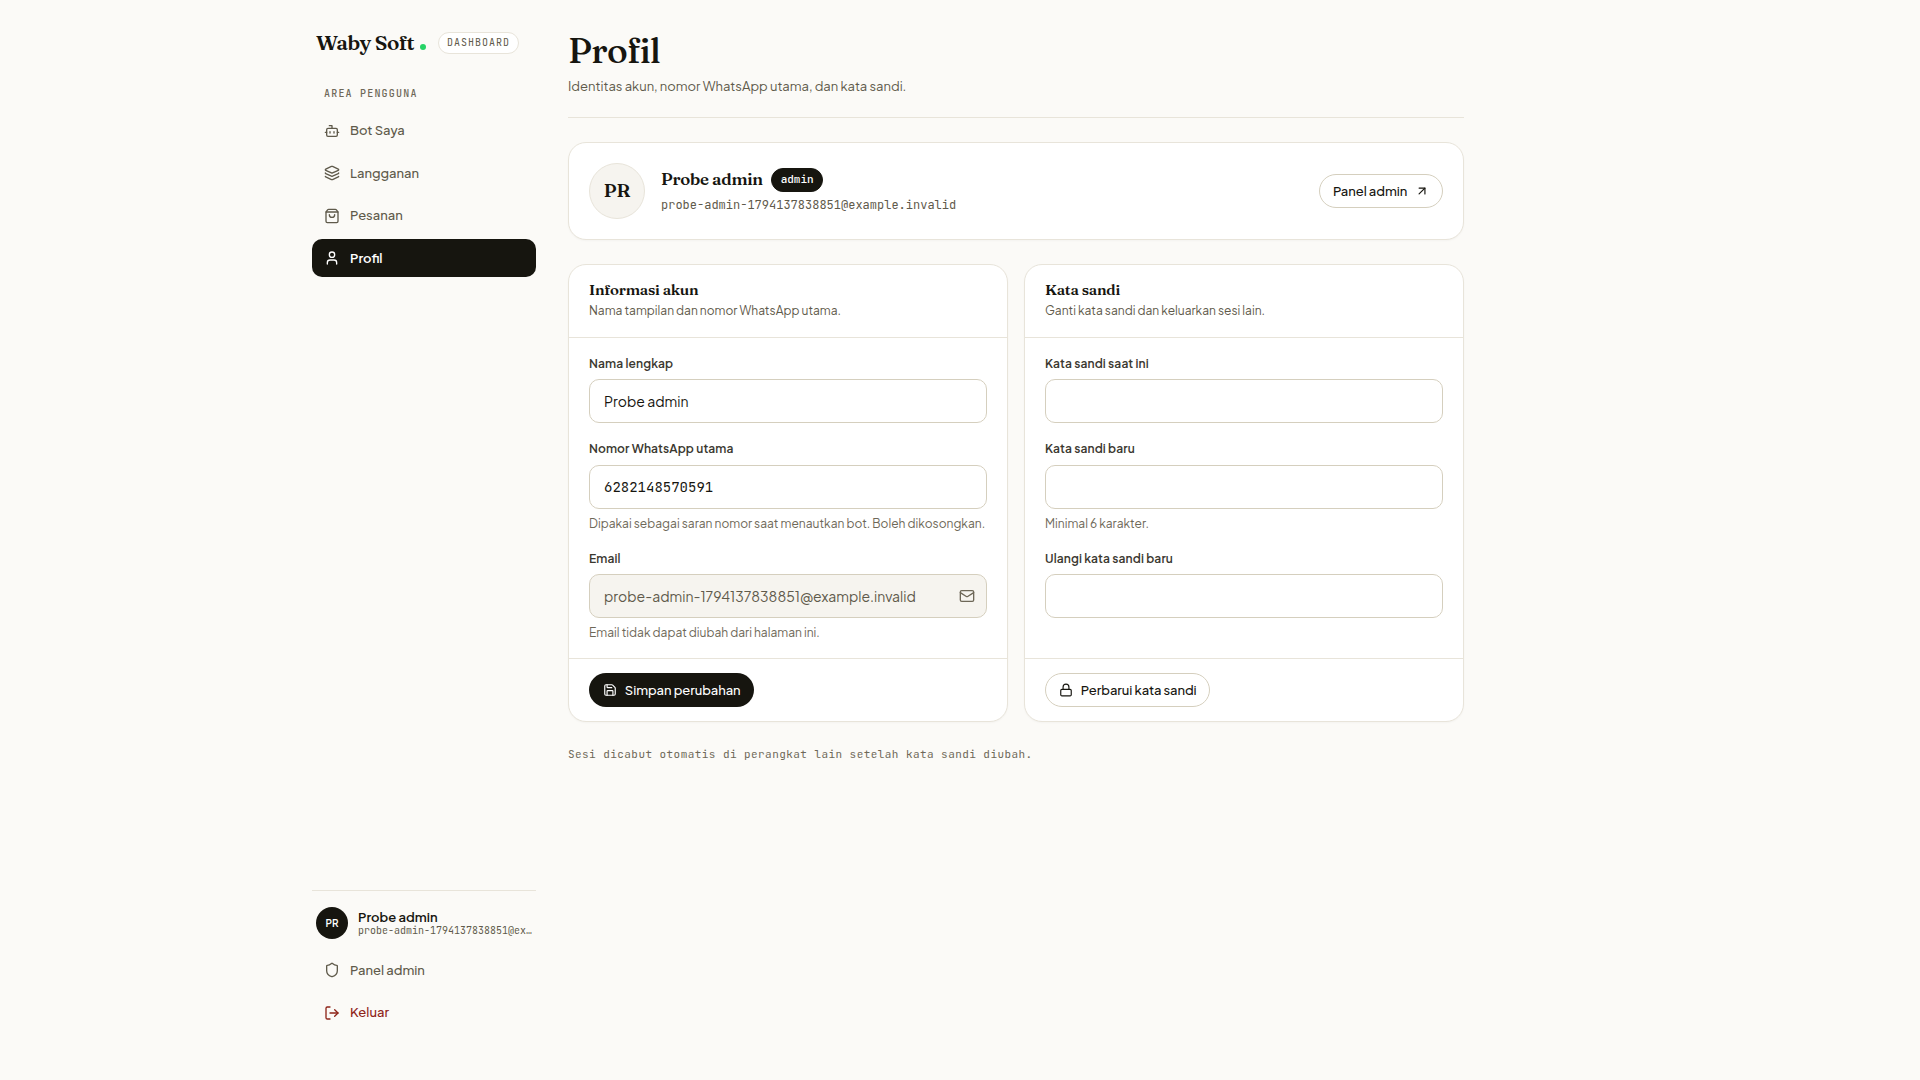 Waby Soft
DASHBOARD
AREA PENGGUNA
Bot Saya
Langganan
Pesanan
Profil
Profil
Identitas akun, nomor WhatsApp utama, dan kata sandi.
PR
Probe admin
admin
probe-admin-1794137838851@example.invalid
Panel admin
Informasi akun
Nama tampilan dan nomor WhatsApp utama.
Nama lengkap
Probe admin
Nomor WhatsApp utama
6282148570591
Dipakai sebagai saran nomor saat menautkan bot. Boleh dikosongkan.
Email
probe-admin-1794137838851@example.invalid
Email tidak dapat diubah dari halaman ini.
Simpan perubahan
Kata sandi
Ganti kata sandi dan keluarkan sesi lain.
Kata sandi saat ini
Kata sandi baru
Minimal 6 karakter.
Ulangi kata sandi baru
Perbarui kata sandi
Sesi dicabut otomatis di perangkat lain setelah kata sandi diubah.
PR
Probe admin
probe-admin-1794137838851@ex…
Panel admin
Keluar